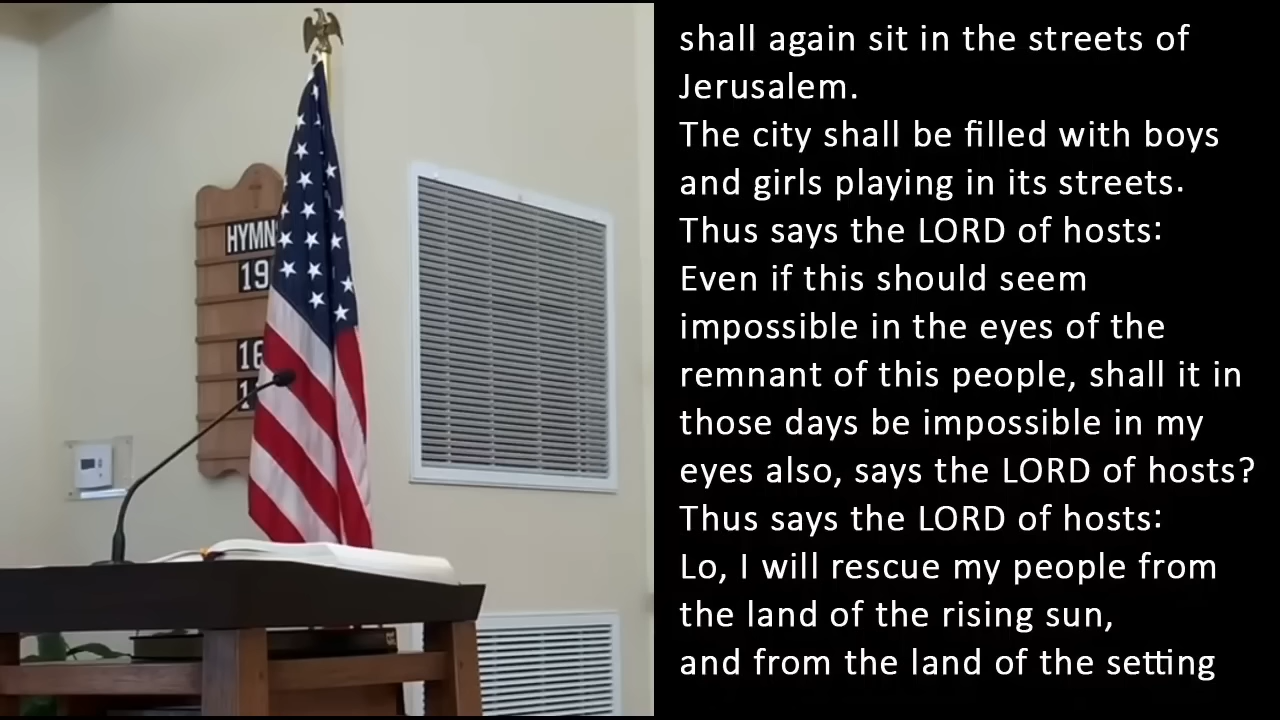 HYMN
19
16
shall again sit in the streets of
Jerusalem.
The city shall be filled with boys
and girls playing in its streets.
Thus says the LORD of hosts:
Even if this should seem
impossible in the eyes of the
remnant of this people, shall it in
those days be impossible in my
eyes also, says the LORD of hosts?
Thus says the LORD of hosts:
Lo, I will rescue my people from
the land of the rising sun,
and from the land of the setting